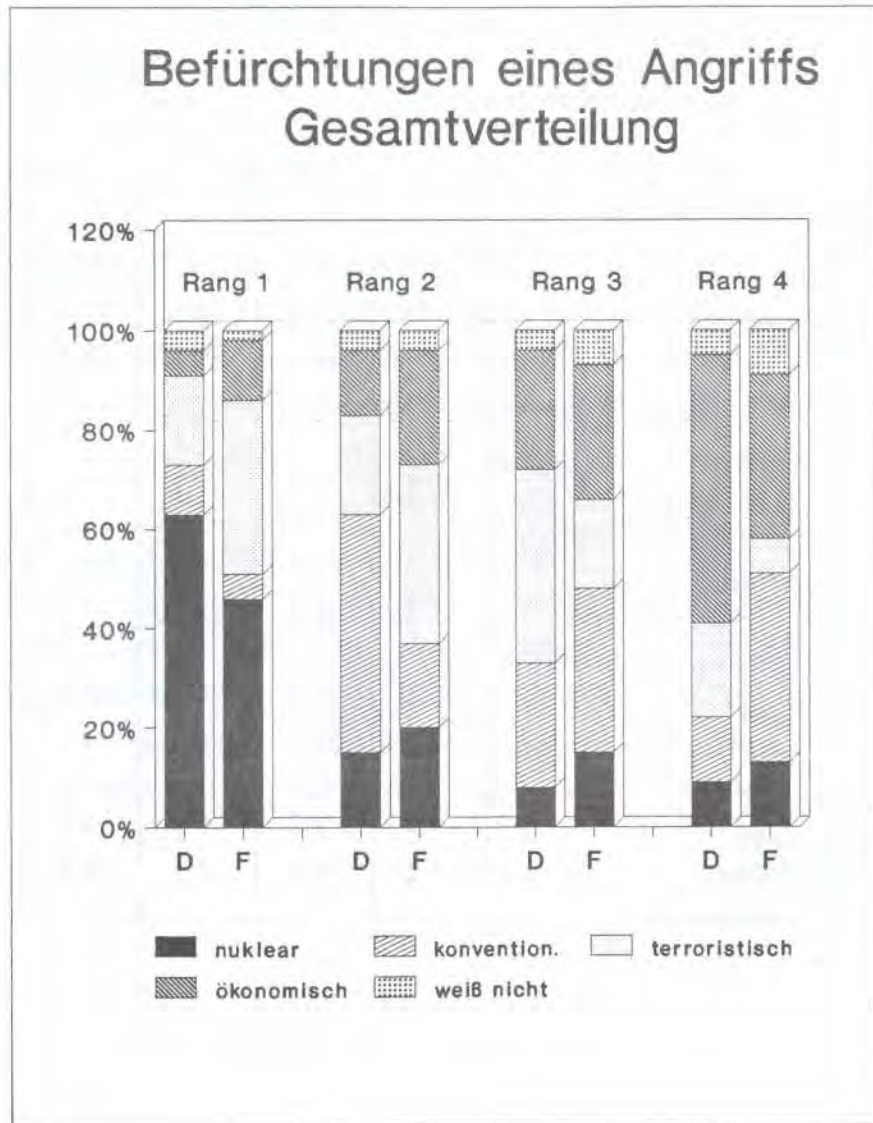 Befürchtungen eines Angriffs
Gesamtverteilung
120%
Rang 1 Rang 2 Rang 3 Rang 4
100%
80%
60%
40%
20%
0%
D F D F D F D F
nuklear konvention. terroristisch
ökonomisch weiß nicht